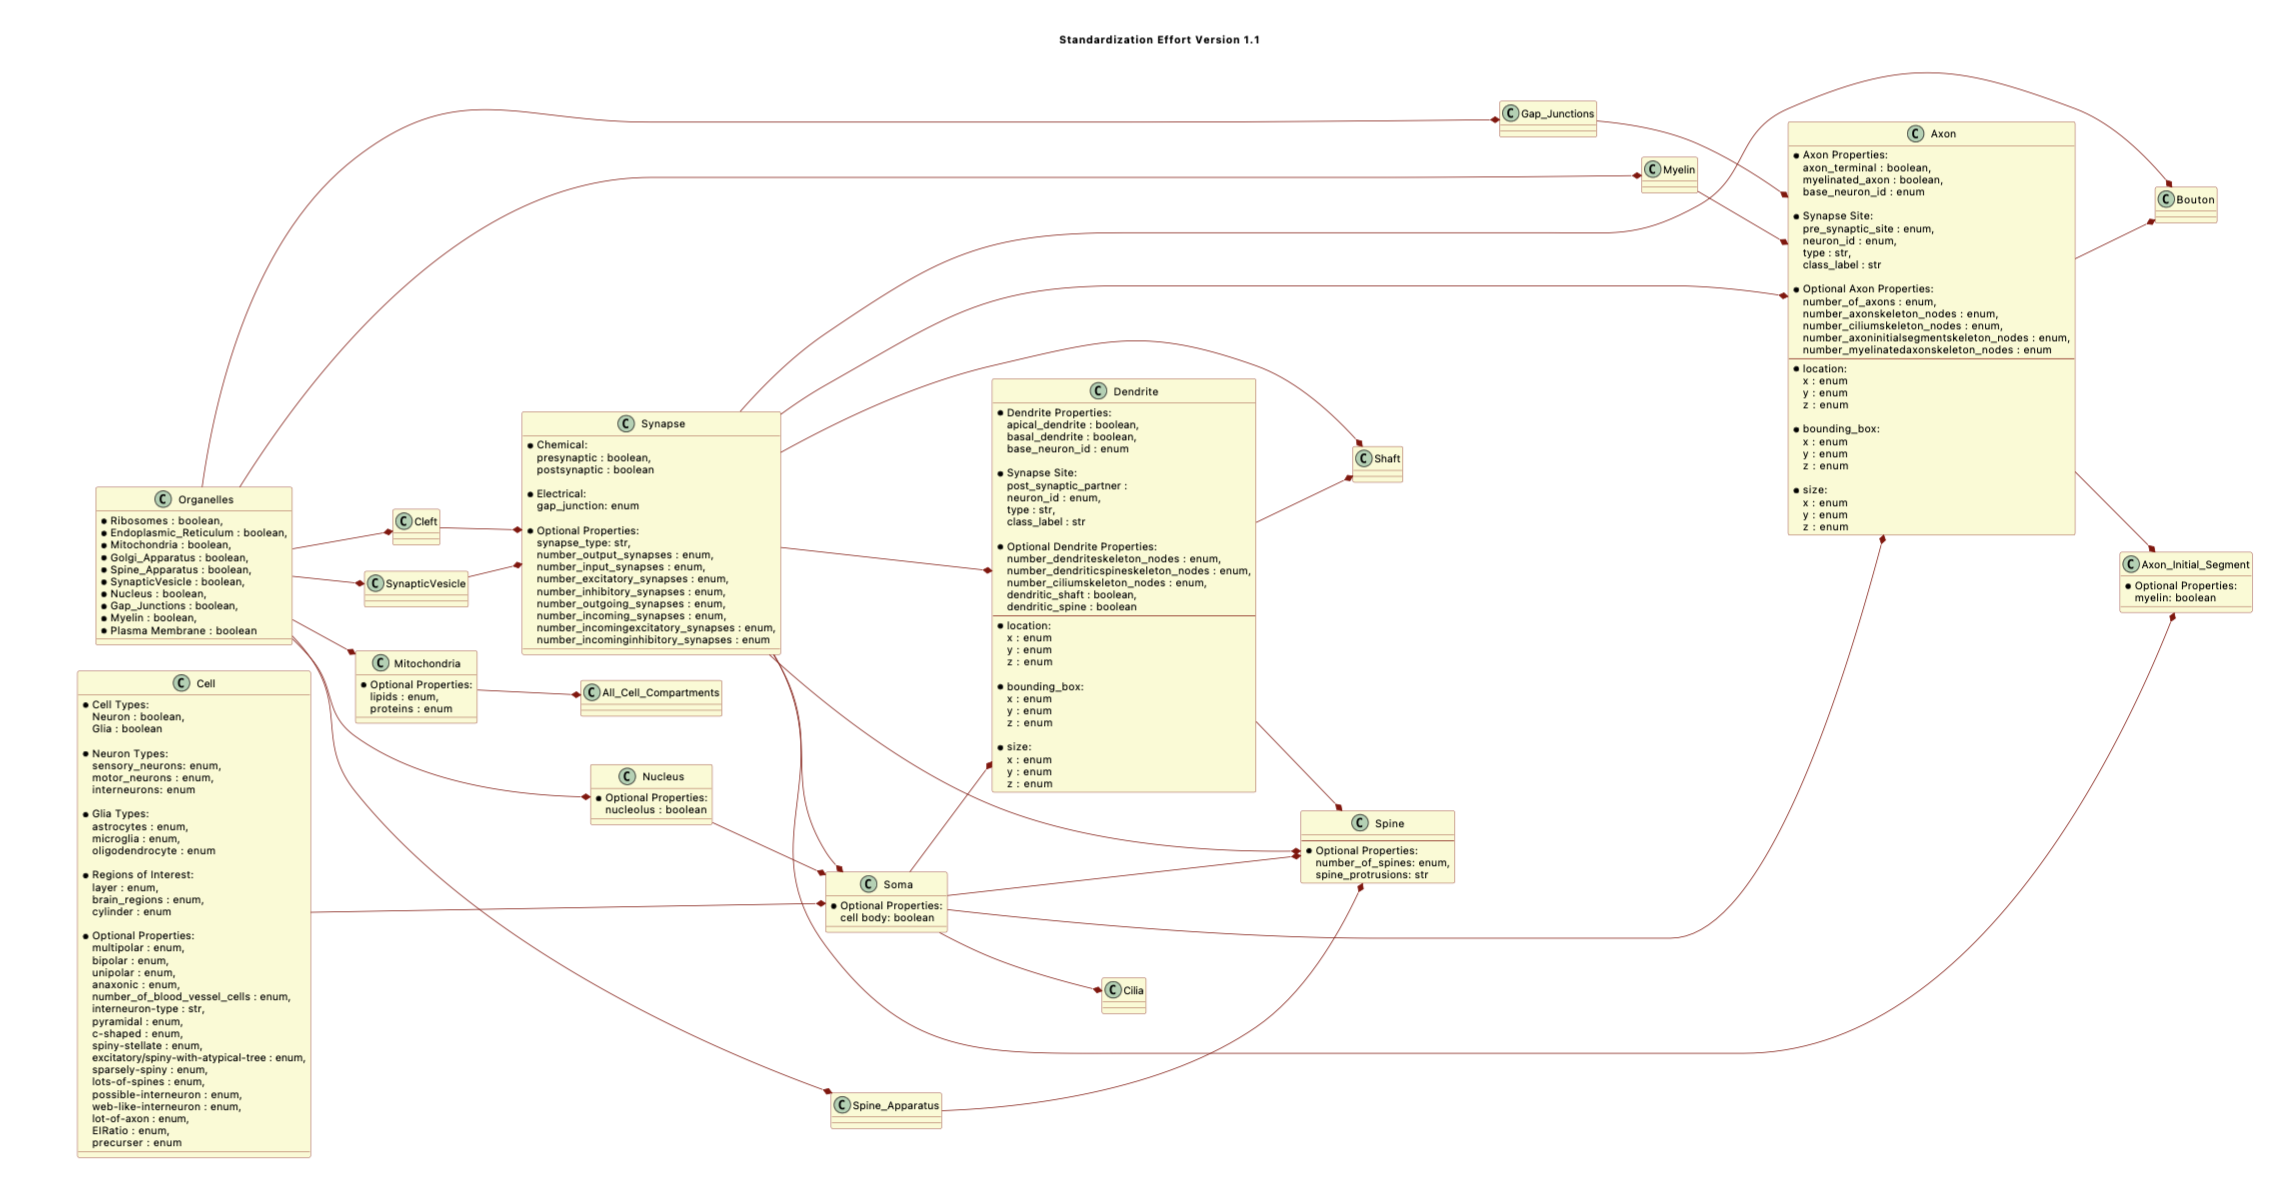 Standardization Effort Version 1.1
C Gap_Junctions
C Myelin
C Axon
Axon Properties:
axon_terminal : boolean,
myelinated_axon : boolean,
base_neuron_id : enum
Synapse Site:
pre_synaptic_site : enum,
neuron_id : enum,
type : str,
class_label : str
Optional Axon Properties:
number_of_axons : enum,
number_axonskeleton_nodes : enum,
number_ciliumskeleton_nodes : enum,
number_axoninitialsegmentskeleton_nodes : enum,
number_myelinatedaxonskeleton_nodes : enum
location:
x : enum
y : enum
z : enum
bounding_box:
x : enum
y : enum
z : enum
size:
x : enum
y : enum
z : enum
C Bouton
C Axon_Initial_Segment
Optional Properties:
myelin: boolean
C Dendrite
Dendrite Properties:
apical_dendrite : boolean,
basal_dendrite : boolean,
base_neuron_id : enum
Synapse Site:
post_synaptic_partner :
neuron_id : enum,
type : str,
class_label : str
Optional Dendrite Properties:
number_dendriteskeleton_nodes : enum,
number_dendriticspineskeleton_nodes : enum,
number_ciliumskeleton_nodes : enum,
dendritic_shaft : boolean,
dendritic_spine : boolean
location:
x : enum
y : enum
z : enum
bounding_box:
x : enum
y : enum
z : enum
size:
x : enum
y : enum
z : enum
C Shaft
C Synapse
Chemical:
presynaptic : boolean,
postsynaptic : boolean
Electrical:
gap_junction: enum
Optional Properties:
synapse_type: str,
number_output_synapses : enum,
number_input_synapses : enum,
number_excitatory_synapses : enum,
number_inhibitory_synapses : enum,
number_outgoing_synapses : enum,
number_incoming_synapses : enum,
number_incomingexcitatory_synapses : enum,
number_incominginhibitory_synapses : enum
C Organelles
Ribosomes : boolean,
Endoplasmic_Reticulum : boolean,
Mitochondria : boolean,
Golgi_Apparatus : boolean,
Spine_Apparatus : boolean,
SynapticVesicle : boolean,
Nucleus : boolean,
Gap_Junctions : boolean,
Myelin : boolean,
Plasma Membrane : boolean
C Cleft
C SynapticVesicle
C Mitochondria
Optional Properties:
lipids : enum,
proteins : enum
C All_Cell_Compartments
C Cell
Cell Types:
Neuron : boolean,
Glia : boolean
Neuron Types:
sensory_neurons: enum,
motor_neurons : enum,
interneurons: enum
Glia Types:
astrocytes : enum,
microglia : enum,
oligodendrocyte : enum
Regions of Interest:
layer : enum,
brain_regions : enum,
cylinder : enum
Optional Properties:
multipolar : enum,
bipolar : enum,
unipolar : enum,
anaxonic : enum,
number_of_blood_vessel_cells : enum,
interneuron-type : str,
pyramidal : enum,
c-shaped : enum,
spiny-stellate : enum,
excitatory/spiny-with-atypical-tree : enum,
sparsely-spiny : enum,
lots-of-spines : enum,
possible-interneuron : enum,
web-like-interneuron : enum,
lot-of-axon : enum,
EIRatio : enum,
precurser : enum
C Nucleus
Optional Properties:
nucleolus : boolean
C Soma
Optional Properties:
cell body: boolean
C Spine
Optional Properties:
number_of_spines: enum,
spine_protrusions: str
C Cilia
C Spine_Apparatus